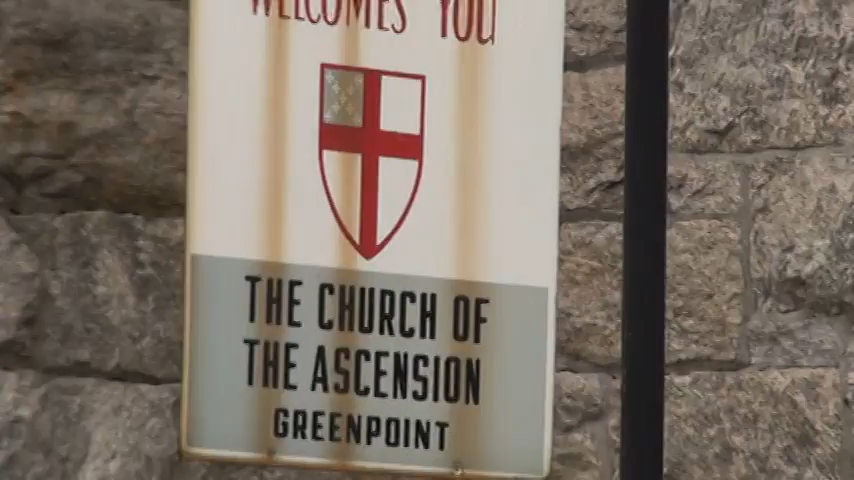 WELCOMES YOU
THE CHURCH OF
THE ASCENSION
GREENPOINT